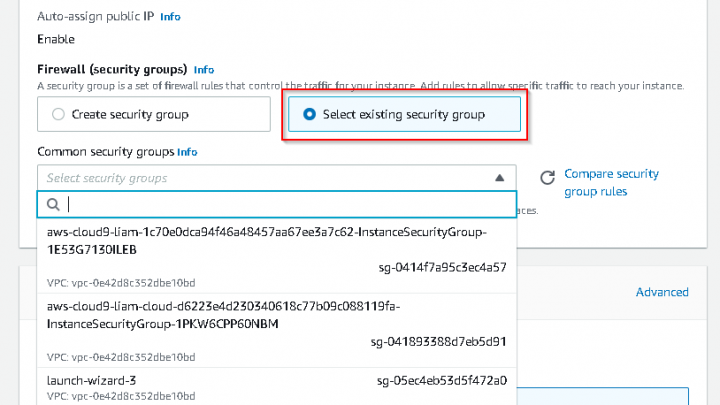 Auto-assign public IP Info
Enable
Firewall (security groups) Info
A security group is a set of firewall rules that control the traffic for your instance. Add rules to allow specific traffic to reach your instance.
Create security group
Select existing security group
Common security groups Info
Select security groups
Compare security
group rules
aces.
aws-cloud9-liam-1c70e0dca94f46a48457aa67ee3a7c62-InstanceSecurityGroup-
1E53G7130ILEB
sg-0414f7a95c3ec4a57
VPC: vpc-0e42d8c352dbe10bd
aws-cloud9-liam-cloud-d6223e4d230340618c77b09c088119fa-
InstanceSecurityGroup-1PKW6CPP60NBM
sg-041893388d7eb5d91
VPC: vpc-0e42d8c352dbe10bd
Advanced
launch-wizard-3
sg-05ec4eb53d5f472a0
VPC: vpc-0e42d8c352dbe10bd